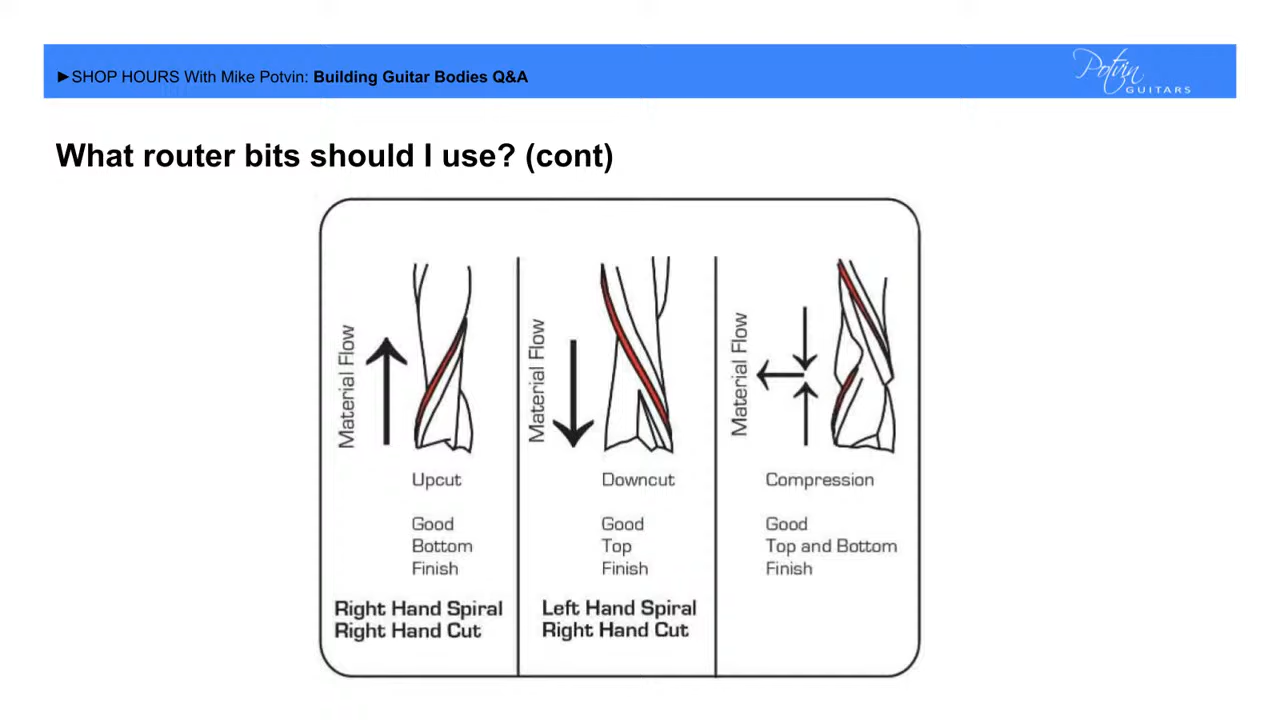 ►SHOP HOURS With Mike Potvin: Building Guitar Bodies Q&A
Potvin
GUITARS
What router bits should I use? (cont)
Material Flow
Upcut
Good
Bottom
Finish
Right Hand Spiral
Right Hand Cut
Material Flow
Downcut
Good
Top
Finish
Left Hand Spiral
Right Hand Cut
Material Flow
Compression
Good
Top and Bottom
Finish